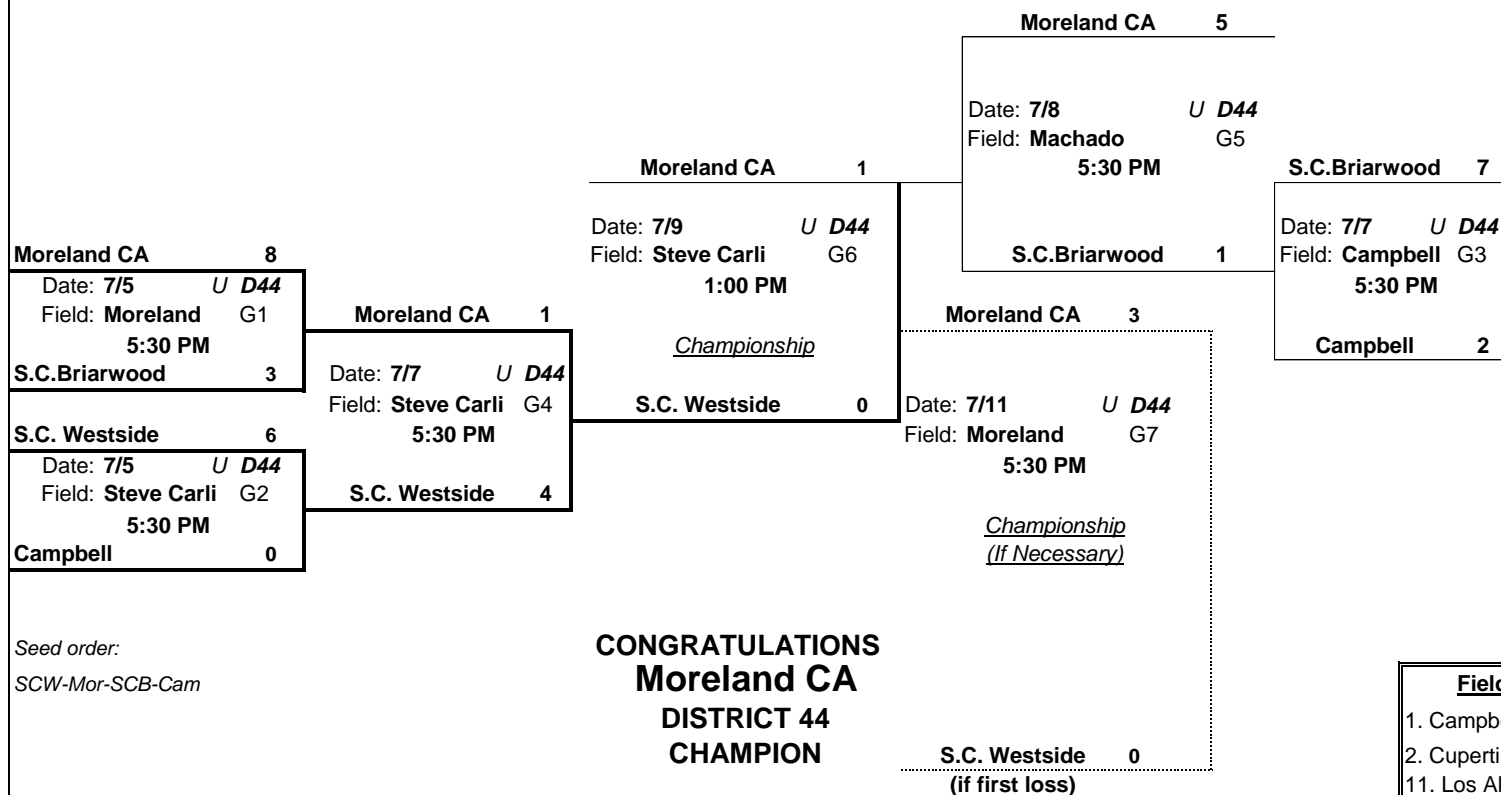 Moreland CA 5
Date: 7/8 U D44
Field: Machado G5
5:30 PM
S.C.Briarwood 1
S.C.Briarwood 7
Date: 7/7 U D44
Field: Campbell G3
5:30 PM
Campbell 2
Moreland CA 1
Date: 7/9 U D44
Field: Steve Carli G6
1:00 PM
Championship
S.C. Westside 0
Moreland CA 8
Date: 7/5 U D44
Field: Moreland G1
5:30 PM
S.C.Briarwood 3
Moreland CA 1
Date: 7/7 U D44
Field: Steve Carli G4
5:30 PM
S.C. Westside 4
S.C. Westside 6
Date: 7/5 U D44
Field: Steve Carli G2
5:30 PM
Campbell 0
Moreland CA 3
Date: 7/11 U D44
Field: Moreland G7
5:30 PM
Championship
(If Necessary)
S.C. Westside 0
(if first loss)
Seed order:
SCW-Mor-SCB-Cam
CONGRATULATIONS
Moreland CA
DISTRICT 44
CHAMPION
1.
2.
11. Los